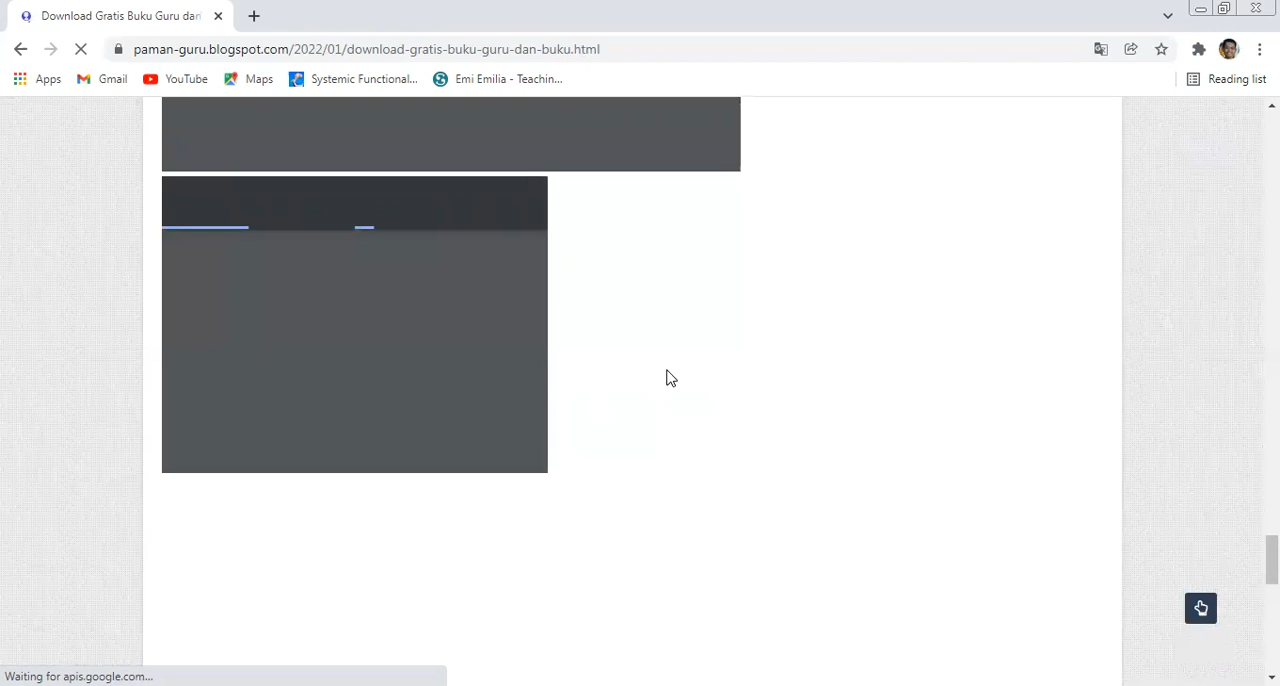 Download Gratis Buku Guru dan
paman-guru.blogspot.com/2022/01/download-gratis-buku-guru-dan-buku.html
Apps Gmail YouTube Maps Systemic Functional... Emi Emilia - Teachin... Reading list
Waiting for apis.google.com...